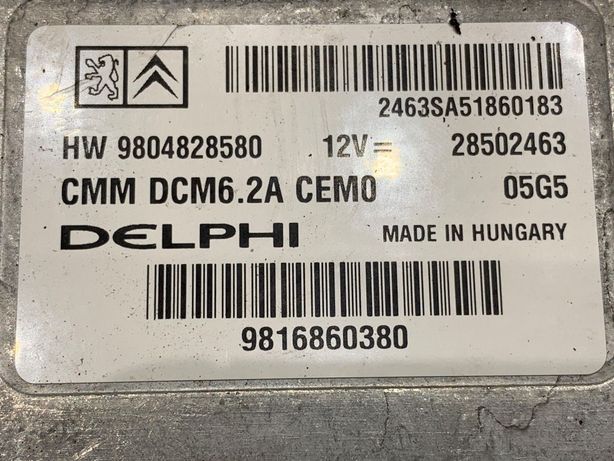 2463SA51860183
HW 9804828580 12V 28502463
CMM DCM6.2A CEM0 05G5
DELPHI MADE IN HUNGARY
9816860380